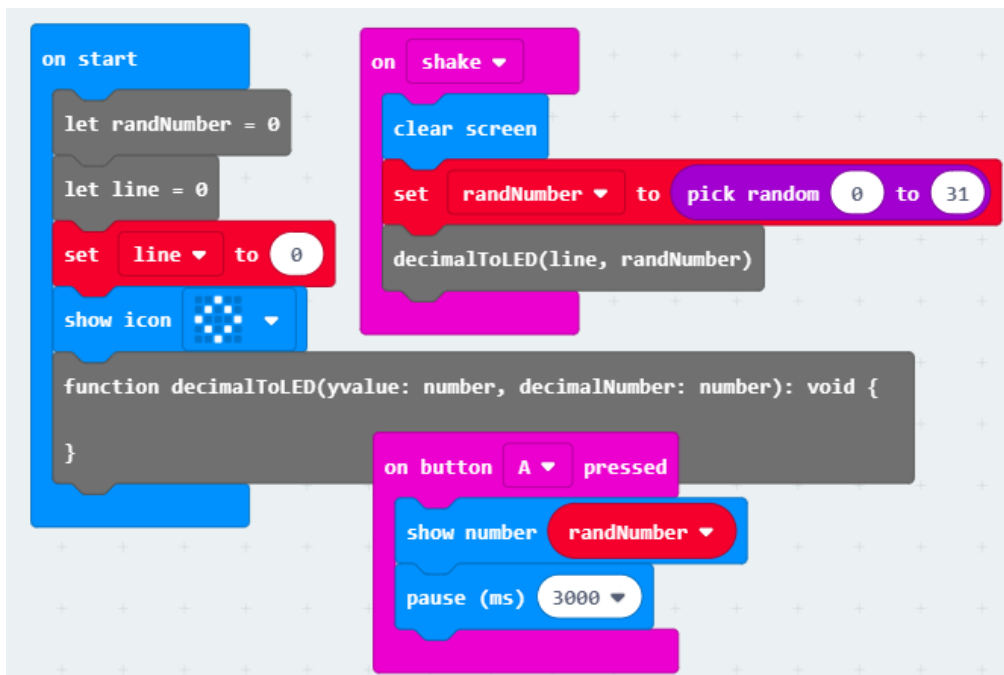 on start
let randNumber = 0
let line = 0
set line to 0
show icon
function decimalToLED(yvalue: number, decimalNumber: number): void {
}
on shake
clear screen
set randNumber to pick random 0 to 31
decimalToLED(line, randNumber)
on button A pressed
show number randNumber
pause (ms) 3000